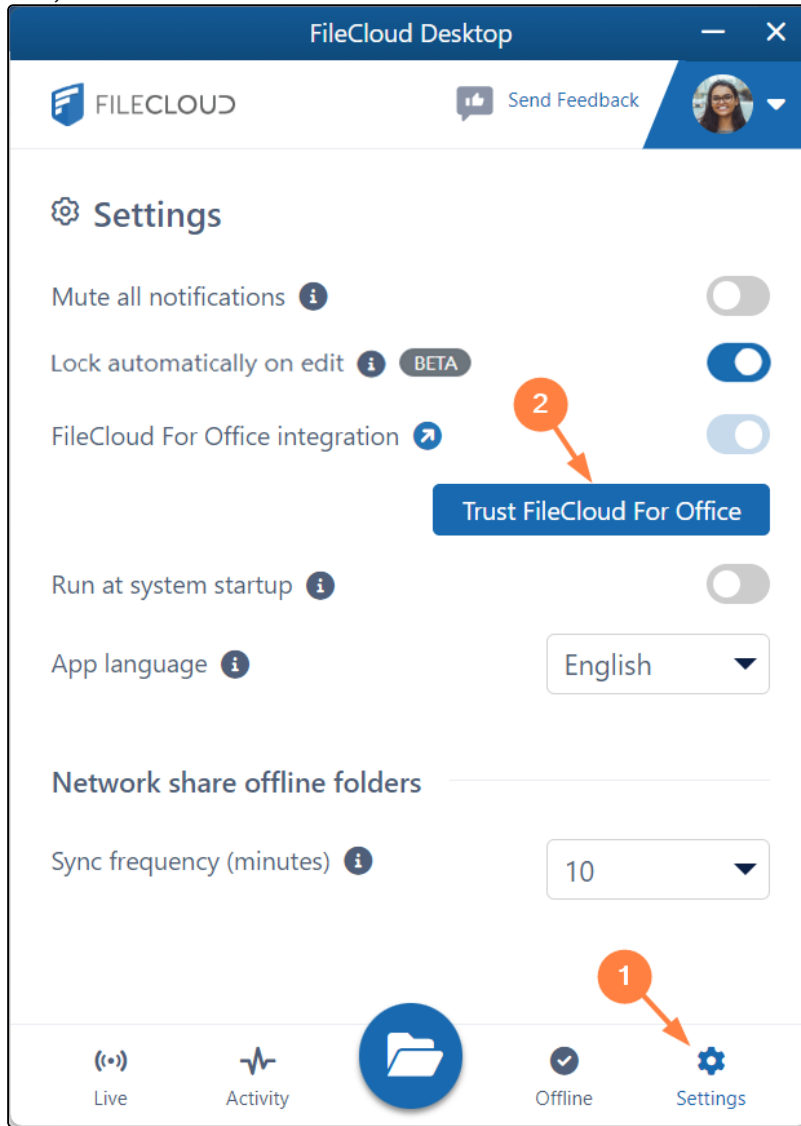 FileCloud Desktop
FILECLOUD
Send Feedback
Settings
Mute all notifications
Lock automatically on edit BETA
2
FileCloud For Office integration
Trust FileCloud For Office
Run at system startup
App language English
Network share offline folders
Sync frequency (minutes) 10
1
Live Activity Offline Settings